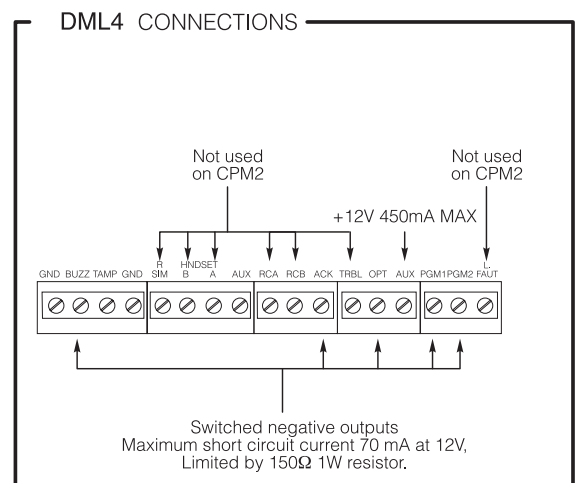 DML4 CONNECTIONS
Not used
on CPM2
Not used
on CPM2
+12V 450mA MAX
R HNDSET L.
GND BUZZ TAMP GND SIM B A AUX RCA RCB ACK TRBL OPT AUX PGM1 PGM2 FAUT
Switched negative outputs
Maximum short circuit current 70 mA at 12V,
Limited by 150Ω 1W resistor.